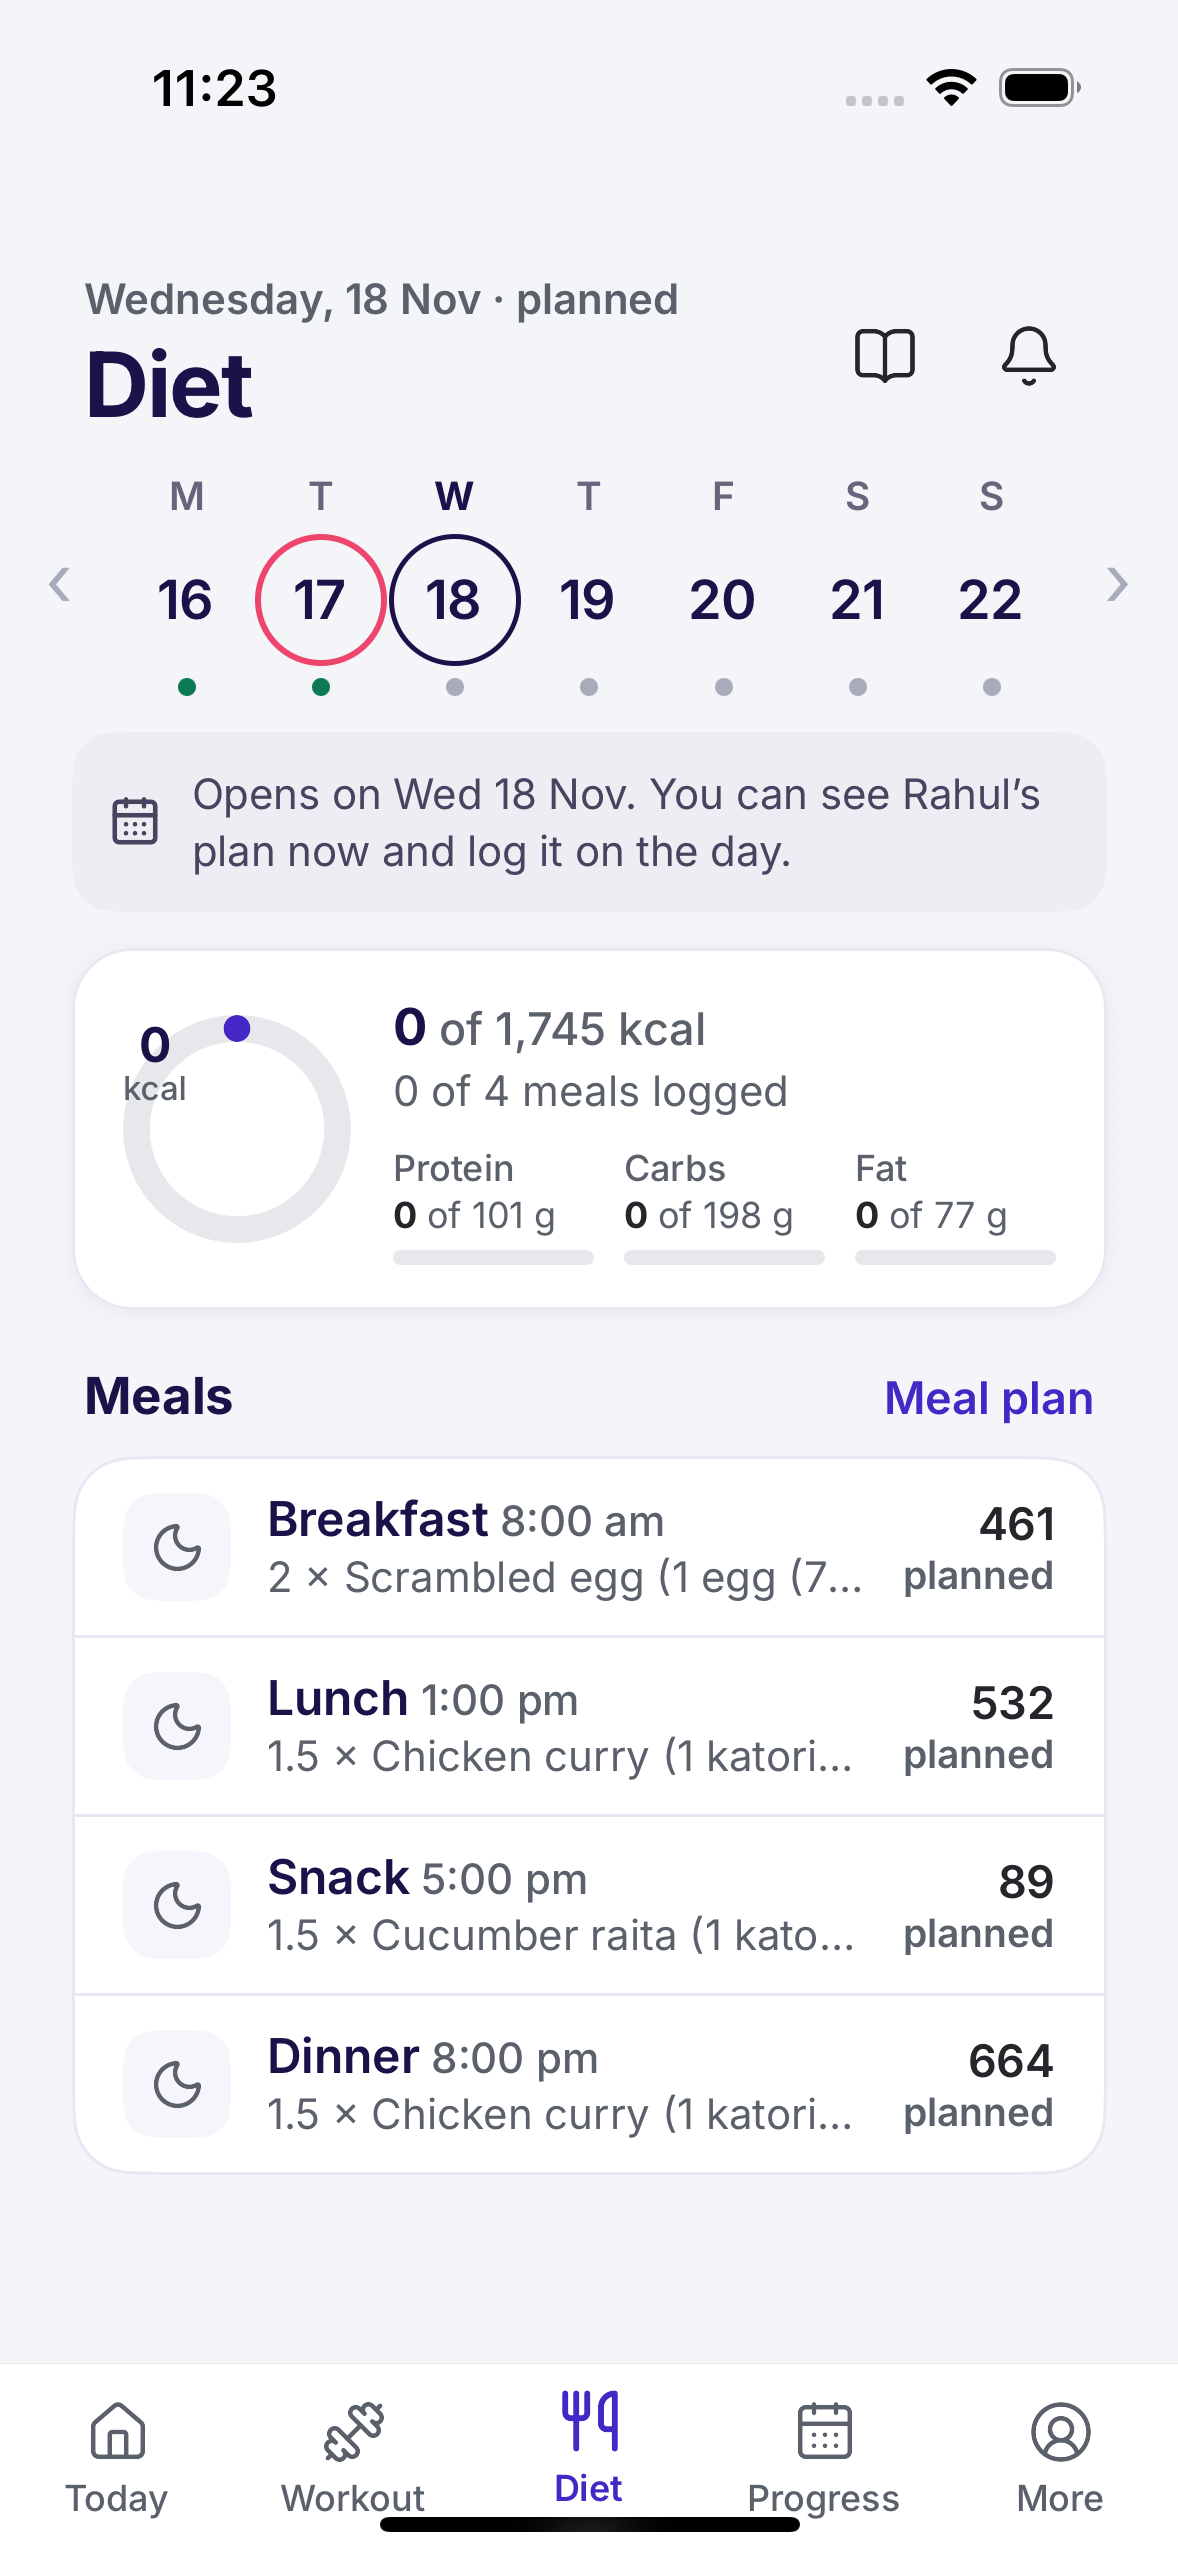 11:23
Wednesday, 18 Nov · planned
Diet
M T W T F S S
‹ 16 17 18 19 20 21 22 ›
Opens on Wed 18 Nov. You can see Rahul’s
plan now and log it on the day.
0
kcal
0 of 1,745 kcal
0 of 4 meals logged
Protein Carbs Fat
0 of 101 g 0 of 198 g 0 of 77 g
Meals Meal plan
Breakfast 8:00 am 461
2 × Scrambled egg (1 egg (7... planned
Lunch 1:00 pm 532
1.5 × Chicken curry (1 katori... planned
Snack 5:00 pm 89
1.5 × Cucumber raita (1 kato... planned
Dinner 8:00 pm 664
1.5 × Chicken curry (1 katori... planned
Today Workout Diet Progress More